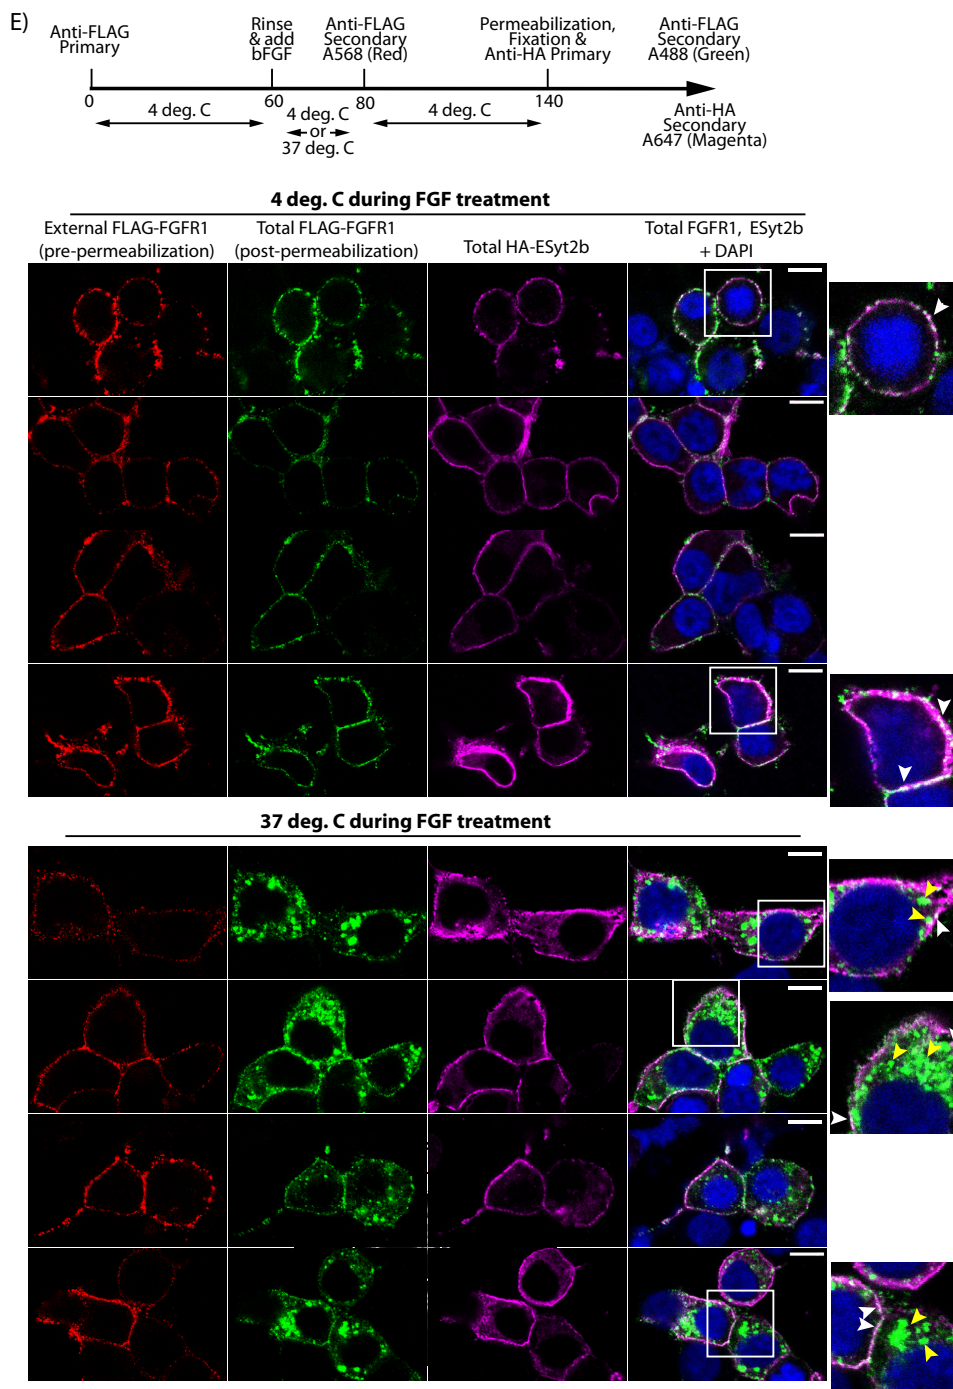 E)
Anti-FLAG
Primary
Rinse
& add
bFGF
Anti-FLAG
Secondary
A568 (Red)
Permeabilization,
Fixation &
Anti-HA Primary
Anti-FLAG
Secondary
A488 (Green)
0
60
80
140
4 deg. C
4 deg. C
or
37 deg. C
4 deg. C
Anti-HA
Secondary
A647 (Magenta)
4 deg. C during FGF treatment
External FLAG-FGFR1
(pre-permeabilization)
Total FLAG-FGFR1
(post-permeabilization)
Total HA-ESyt2b
Total FGFR1, ESyt2b
+ DAPI
37 deg. C during FGF treatment